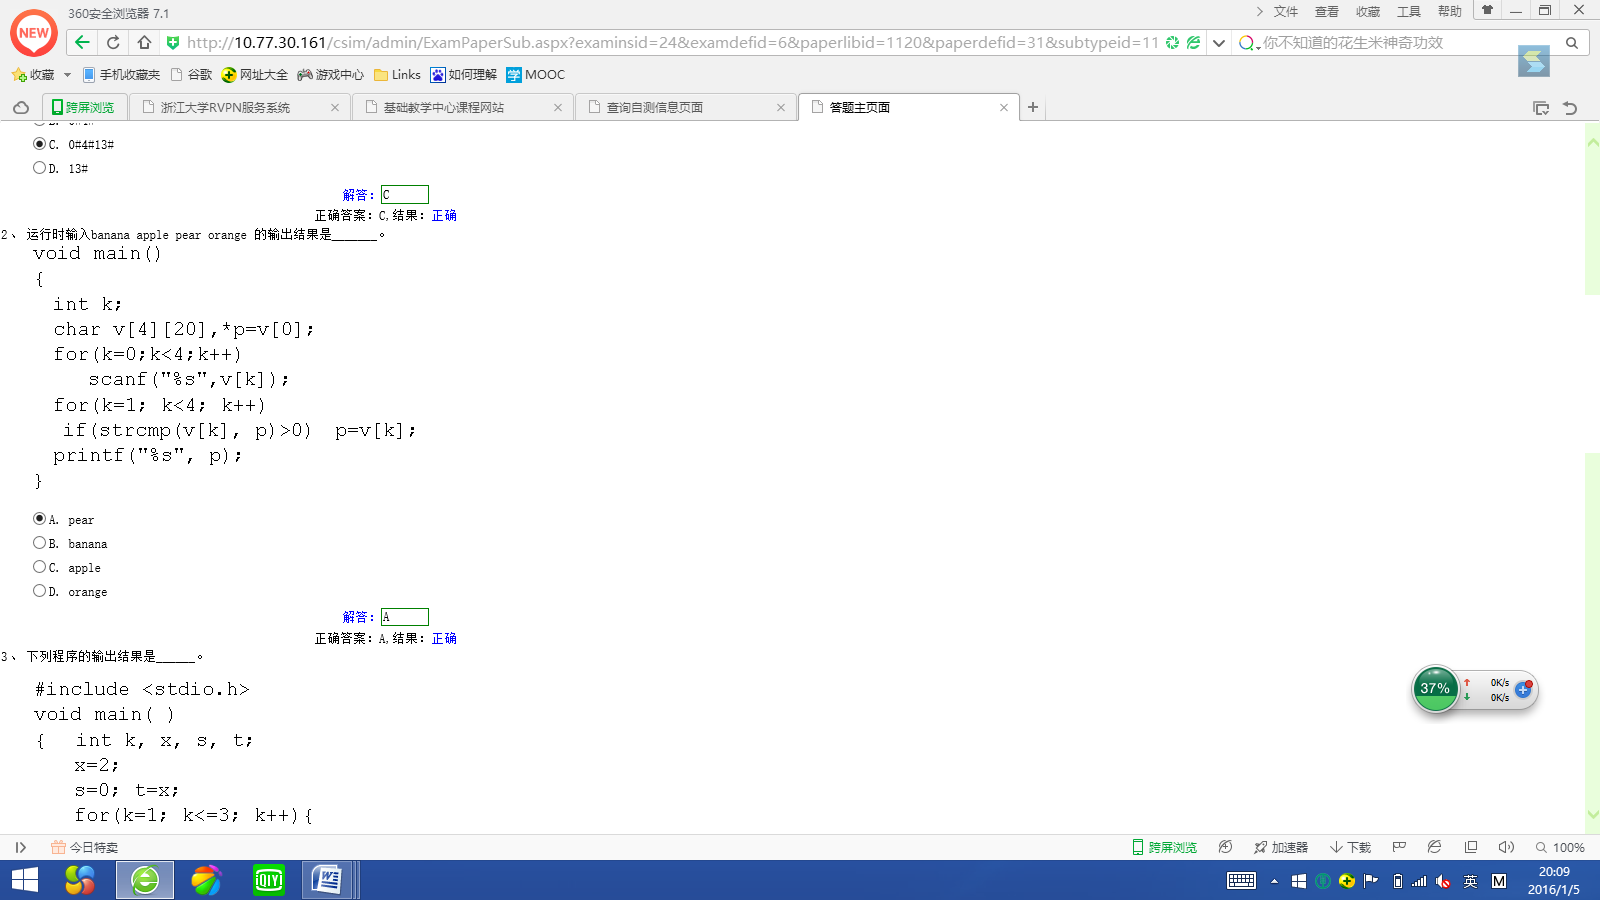 360安全浏览器 7.1
文件 查看 收藏 工具 帮助
NEW
http://10.77.30.161/csim/admin/ExamPaperSub.aspx?examinsid=24&examdefid=6&paperlibid=1120&paperdefid=31&subtypeid=11
你不知道的花生米神奇功效
收藏 手机收藏夹 谷歌 网址大全 游戏中心 Links 如何理解 学 MOOC
跨屏浏览 浙江大学RVPN服务系统 基础教学中心课程网站 查询自测信息页面 答题主页面
C. 0#4#13#
D. 13#
解答: C
正确答案: C,结果: 正确
2、 运行时输入banana apple pear orange 的输出结果是______。
void main()
{
int k;
char v[4][20],*p=v[0];
for(k=0;k<4;k++)
scanf("%s",v[k]);
for(k=1; k<4; k++)
if(strcmp(v[k], p)>0) p=v[k];
printf("%s", p);
}
A. pear
B. banana
C. apple
D. orange
解答: A
正确答案: A,结果: 正确
3、 下列程序的输出结果是_____。
#include <stdio.h>
void main( )
{ int k, x, s, t;
x=2;
s=0; t=x;
for(k=1; k<=3; k++){
37%
0K/s
0K/s
今日特卖
跨屏浏览 加速器 下载 100%
QIY
英 M
20:09
2016/1/5